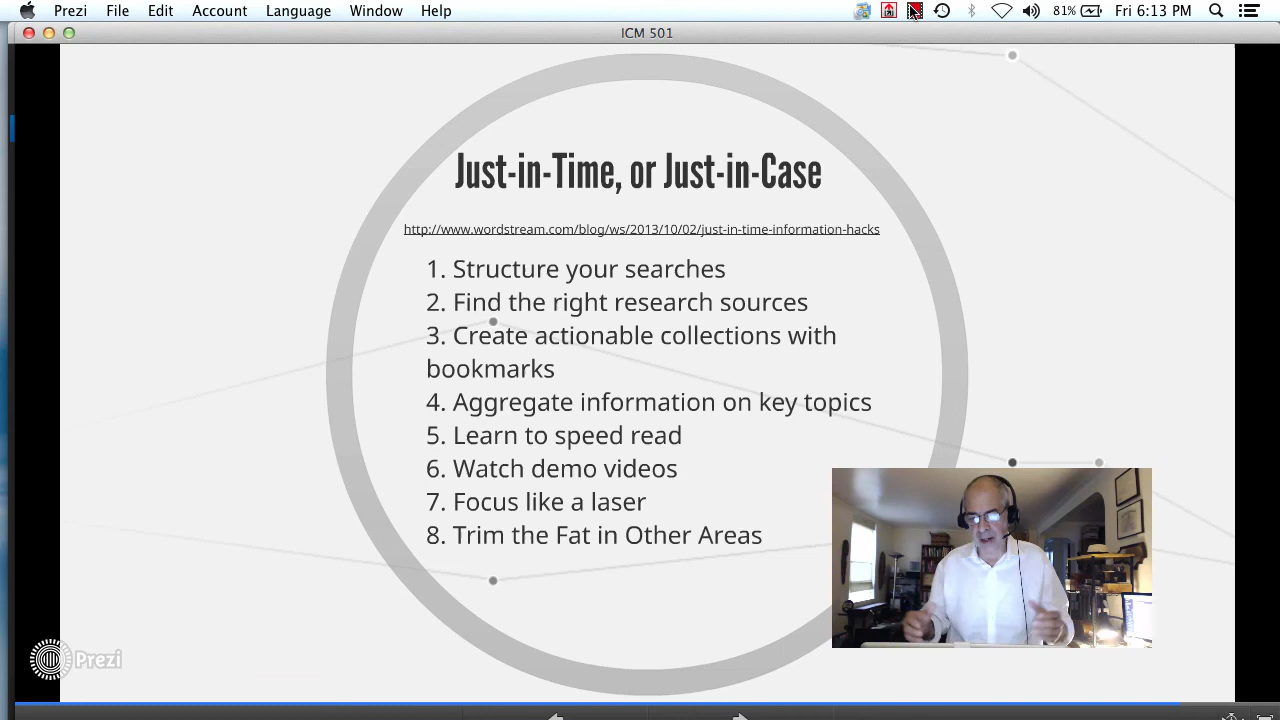 Prezi File Edit Account Language Window Help 81% Fri 6:13 PM
ICM 501
Just-in-Time, or Just-in-Case
http://www.wordstream.com/blog/ws/2013/10/02/just-in-time-information-hacks
1. Structure your searches
2. Find the right research sources
3. Create actionable collections with
bookmarks
4. Aggregate information on key topics
5. Learn to speed read
6. Watch demo videos
7. Focus like a laser
8. Trim the Fat in Other Areas
Prezi